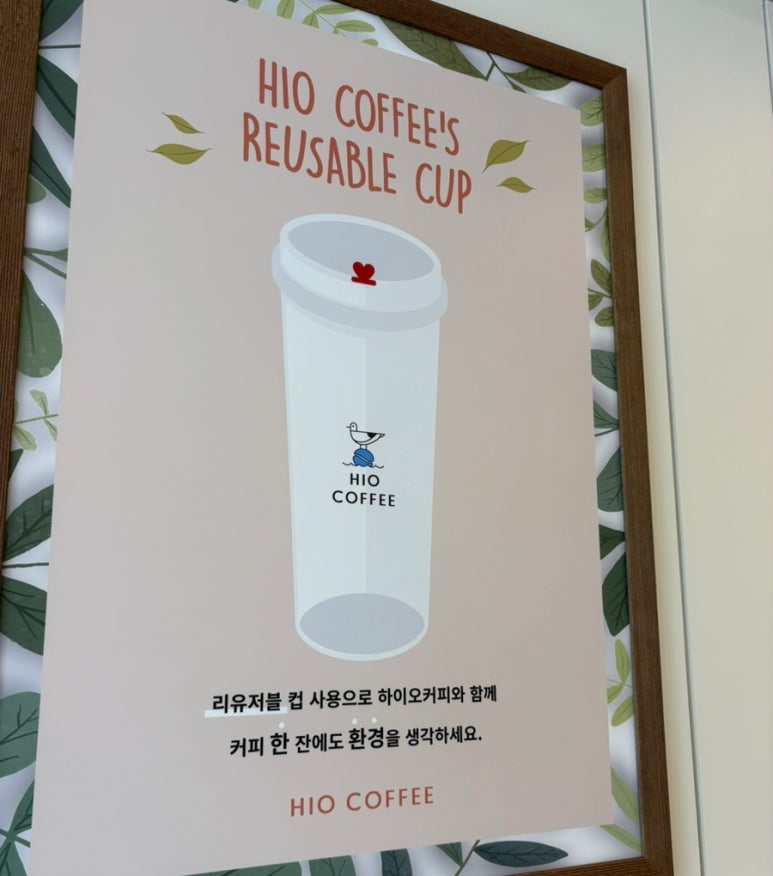 HIO COFFEE'S
REUSABLE CUP
HIO
COFFEE
리유저블 컵 사용으로 하이오커피와 함께
커피 한 잔에도 환경을 생각하세요.
HIO COFFEE